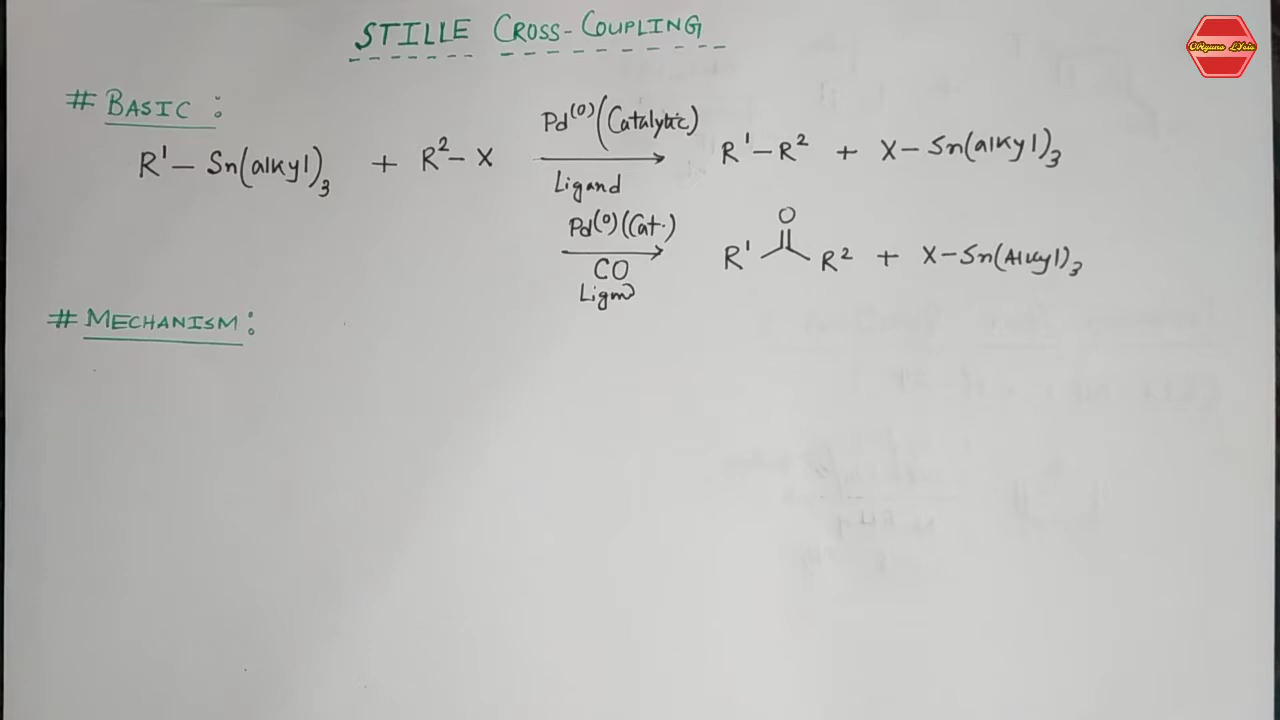 STILLE CROSS-COUPLING
# BASIC :
R¹ – Sn(alkyl)₃ + R² – X Pd⁽⁰⁾(Catalytic) Ligand R¹–R² + X–Sn(alkyl)₃
Pd⁽⁰⁾(Cat.) CO R¹ O R² + X–Sn(Alkyl)₃
# MECHANISM :